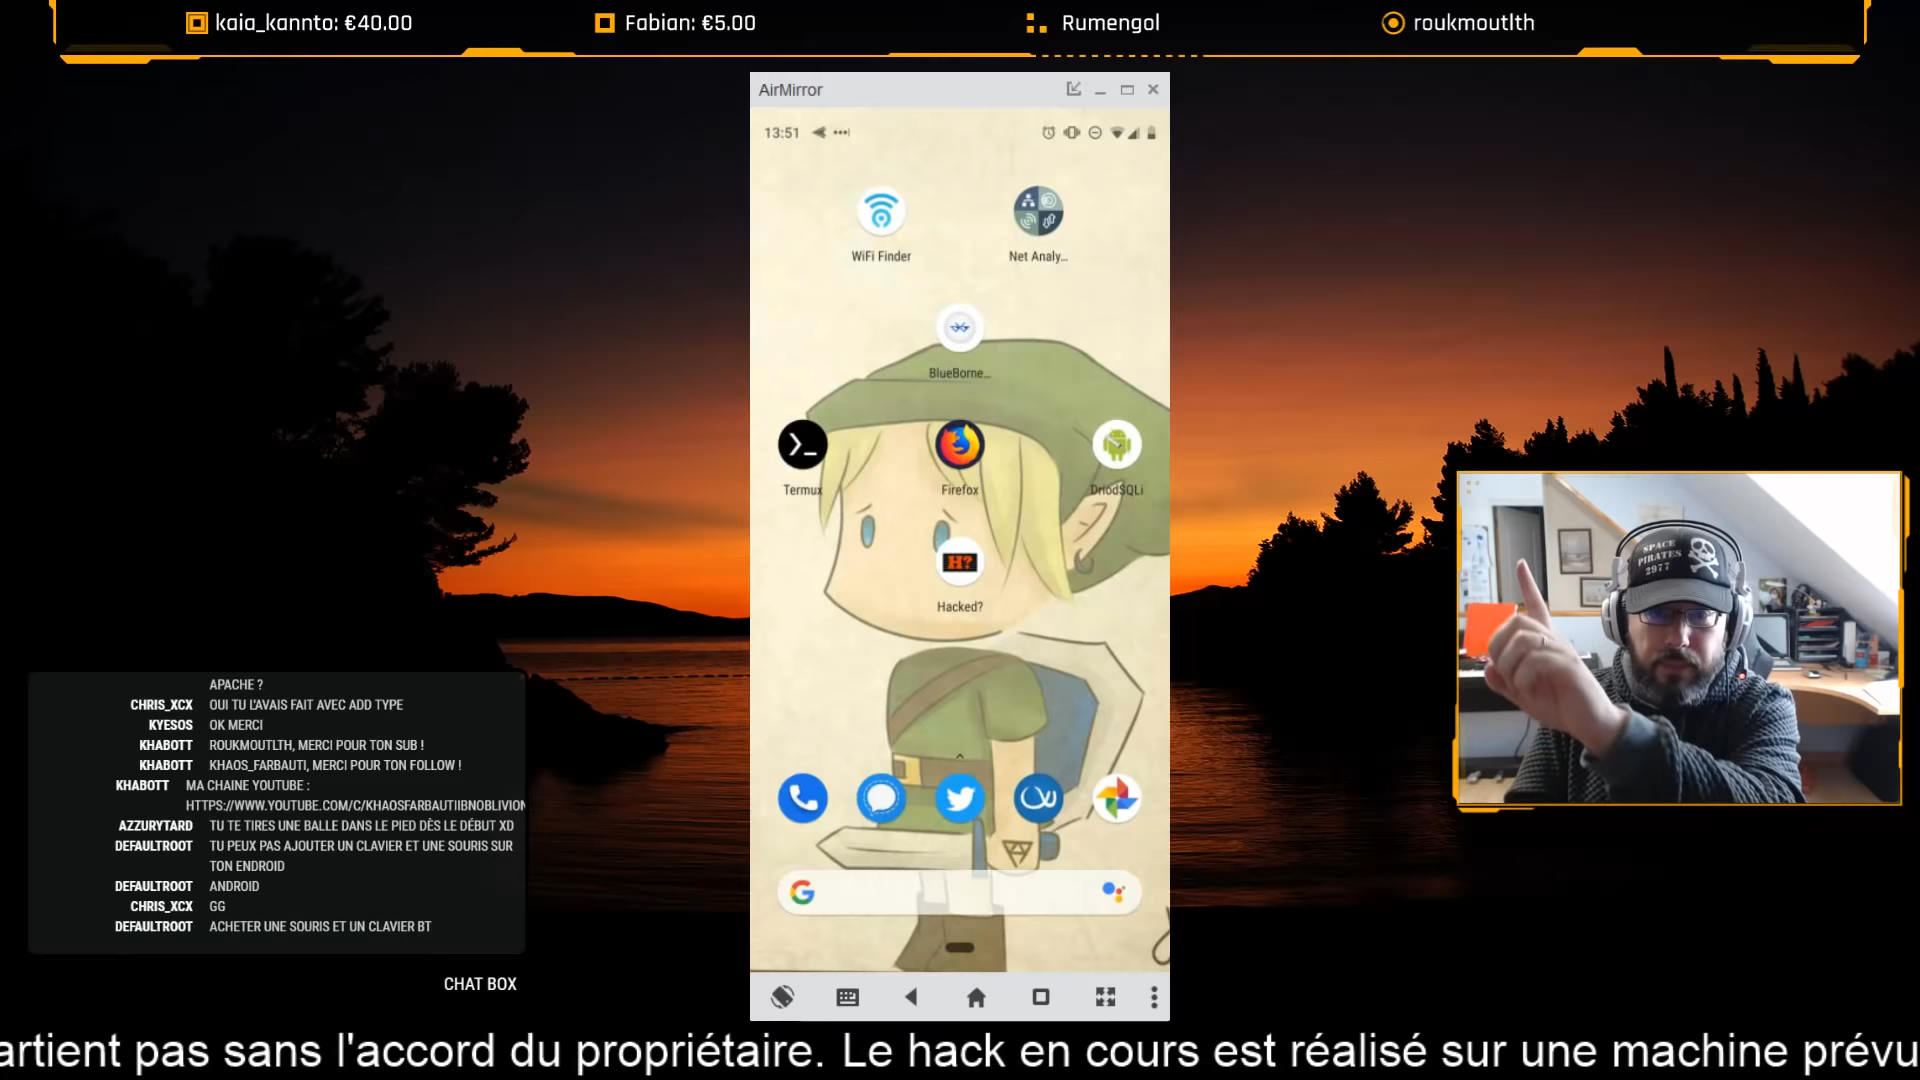 kaia_kannto: €40.00
Fabian: €5.00
Rumengol
roukmoutlth
AirMirror
13:51
WiFi Finder
Net Analy...
BlueBorne...
Termux
Firefox
DriodSQLi
H?
Hacked?
SPACE
PIRATES
2977
APACHE ?
CHRIS_XCX OUI TU L'AVAIS FAIT AVEC ADD TYPE
KYESOS OK MERCI
KHABOTT ROUKMOUTLTH, MERCI POUR TON SUB !
KHABOTT KHAOS_FARBAUTI, MERCI POUR TON FOLLOW !
KHABOTT MA CHAINE YOUTUBE :
HTTPS://WWW.YOUTUBE.COM/C/KHAOSFARBAUTIIBNOBLIVION
AZZURYTARD TU TE TIRES UNE BALLE DANS LE PIED DÈS LE DÉBUT XD
DEFAULTROOT TU PEUX PAS AJOUTER UN CLAVIER ET UNE SOURIS SUR
TON ENDROID
DEFAULTROOT ANDROID
CHRIS_XCX GG
DEFAULTROOT ACHETER UNE SOURIS ET UN CLAVIER BT
CHAT BOX
artient pas sans l'accord du propriétaire. Le hack en cours est réalisé sur une machine prévu